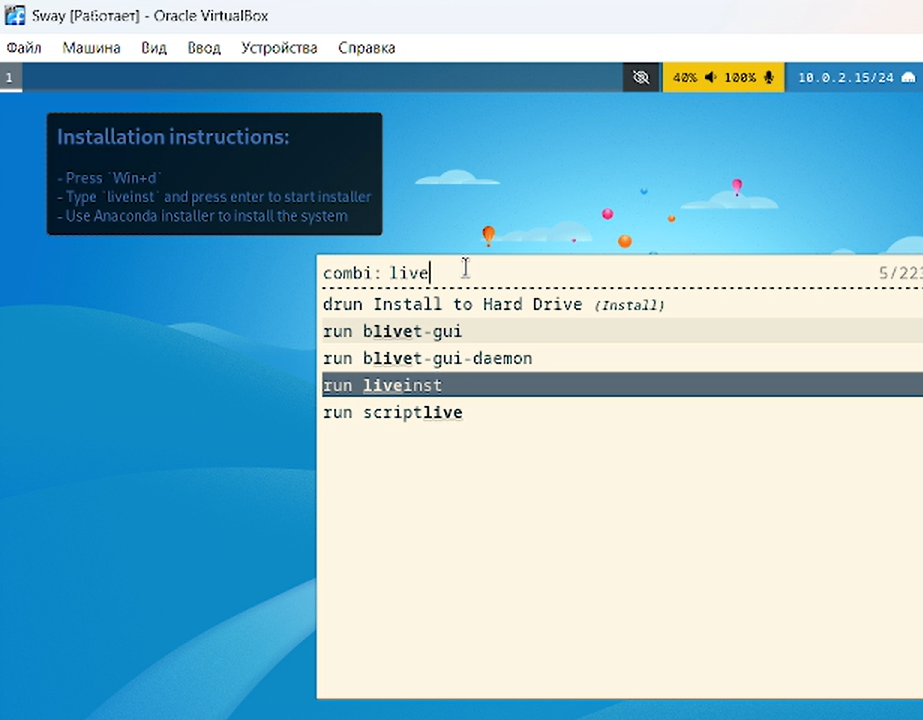 Sway [Работает] - Oracle VirtualBox
Файл Машина Вид Ввод Устройства Справка
1 40% 100% 10.0.2.15/24
Installation instructions:
- Press `Win+d`
- Type `liveinst` and press enter to start installer
- Use Anaconda installer to install the system
combi: live 5/223
drun Install to Hard Drive (Install)
run blivet-gui
run blivet-gui-daemon
run liveinst
run scriptlive